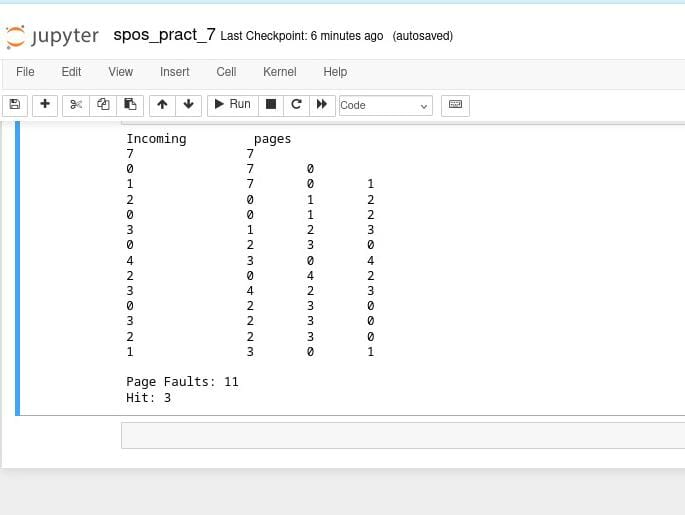 jupyter spos_pract_7 Last Checkpoint: 6 minutes ago (autosaved)
File Edit View Insert Cell Kernel Help
Run Code
Incoming pages
7 7
0 7 0
1 7 0 1
2 0 1 2
0 0 1 2
3 1 2 3
0 2 3 0
4 3 0 4
2 0 4 2
3 4 2 3
0 2 3 0
3 2 3 0
2 2 3 0
1 3 0 1
Page Faults: 11
Hit: 3